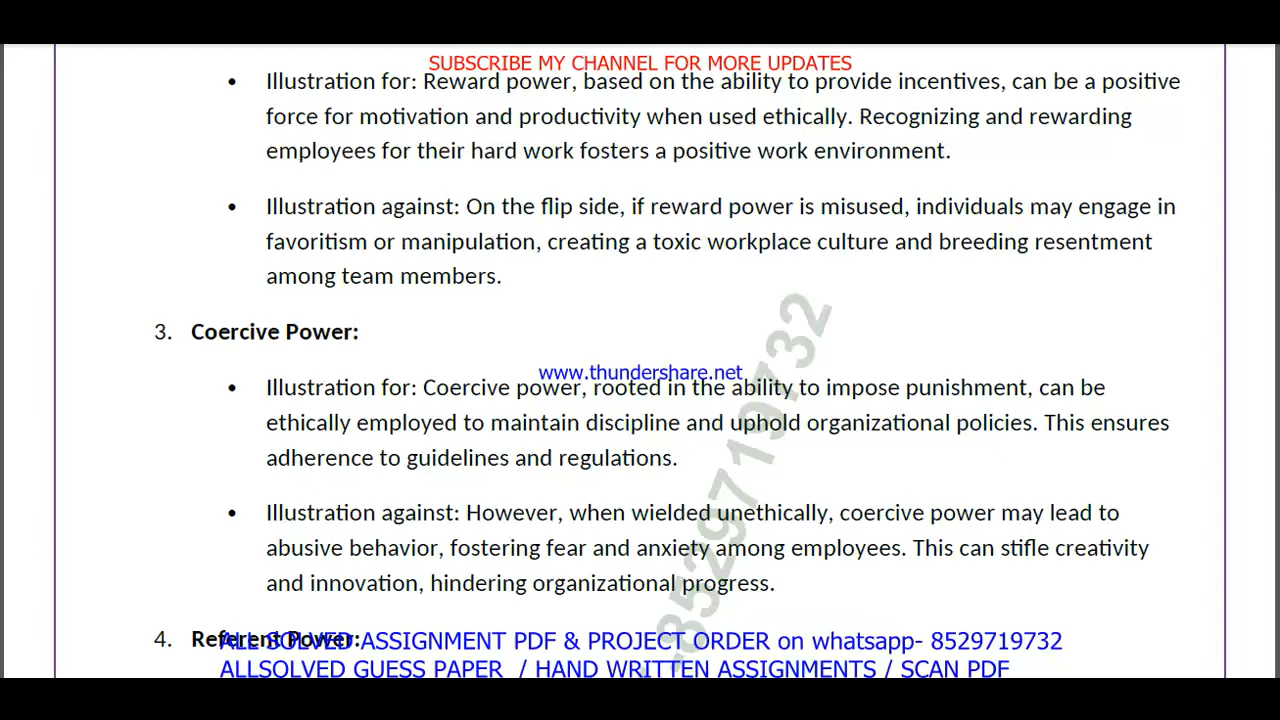 SUBSCRIBE MY CHANNEL FOR MORE UPDATES
• Illustration for: Reward power, based on the ability to provide incentives, can be a positive
force for motivation and productivity when used ethically. Recognizing and rewarding
employees for their hard work fosters a positive work environment.
• Illustration against: On the flip side, if reward power is misused, individuals may engage in
favoritism or manipulation, creating a toxic workplace culture and breeding resentment
among team members.
3. Coercive Power:
www.thundershare.net
• Illustration for: Coercive power, rooted in the ability to impose punishment, can be
ethically employed to maintain discipline and uphold organizational policies. This ensures
adherence to guidelines and regulations.
• Illustration against: However, when wielded unethically, coercive power may lead to
abusive behavior, fostering fear and anxiety among employees. This can stifle creativity
and innovation, hindering organizational progress.
8529719732
4. Referent Power:
ALL SOLVED ASSIGNMENT PDF & PROJECT ORDER on whatsapp- 8529719732
ALLSOLVED GUESS PAPER / HAND WRITTEN ASSIGNMENTS / SCAN PDF